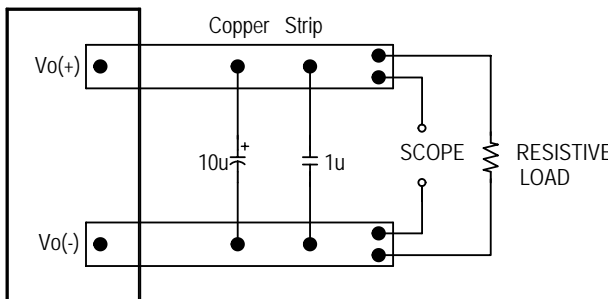 Copper Strip
Vo(+)
+
10u
1u
SCOPE
RESISTIVE
LOAD
Vo(-)